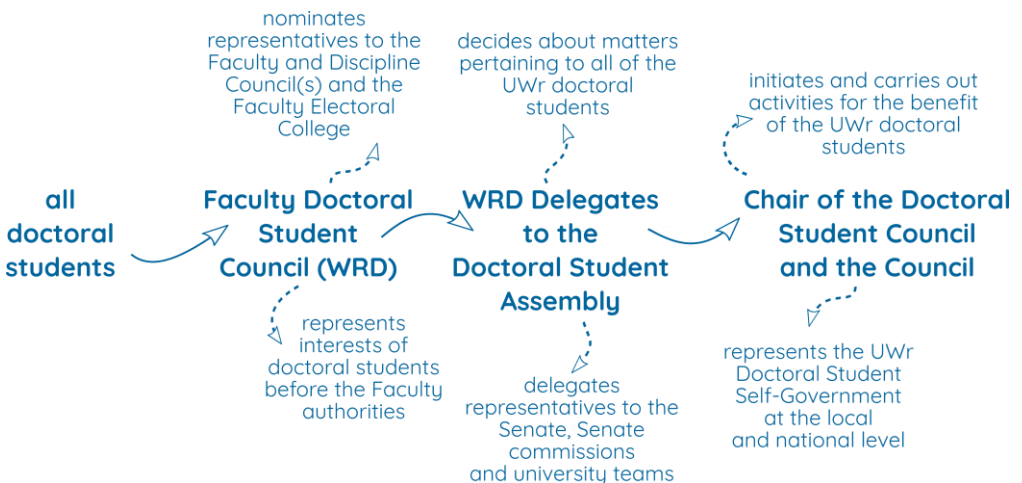 nominates
representatives to the
Faculty and Discipline
Council(s) and the
Faculty Electoral
College
decides about matters
pertaining to all of the
UWr doctoral
students
initiates and carries out
activities for the benefit
of the UWr doctoral
students
all
doctoral
students
Faculty Doctoral
Student
Council (WRD)
WRD Delegates
to the
Doctoral Student
Assembly
Chair of the Doctoral
Student Council
and the Council
represents
interests of
doctoral students
before the Faculty
authorities
delegates
representatives to the
Senate, Senate
commissions
and university teams
represents the UWr
Doctoral Student
Self-Government
at the local
and national level